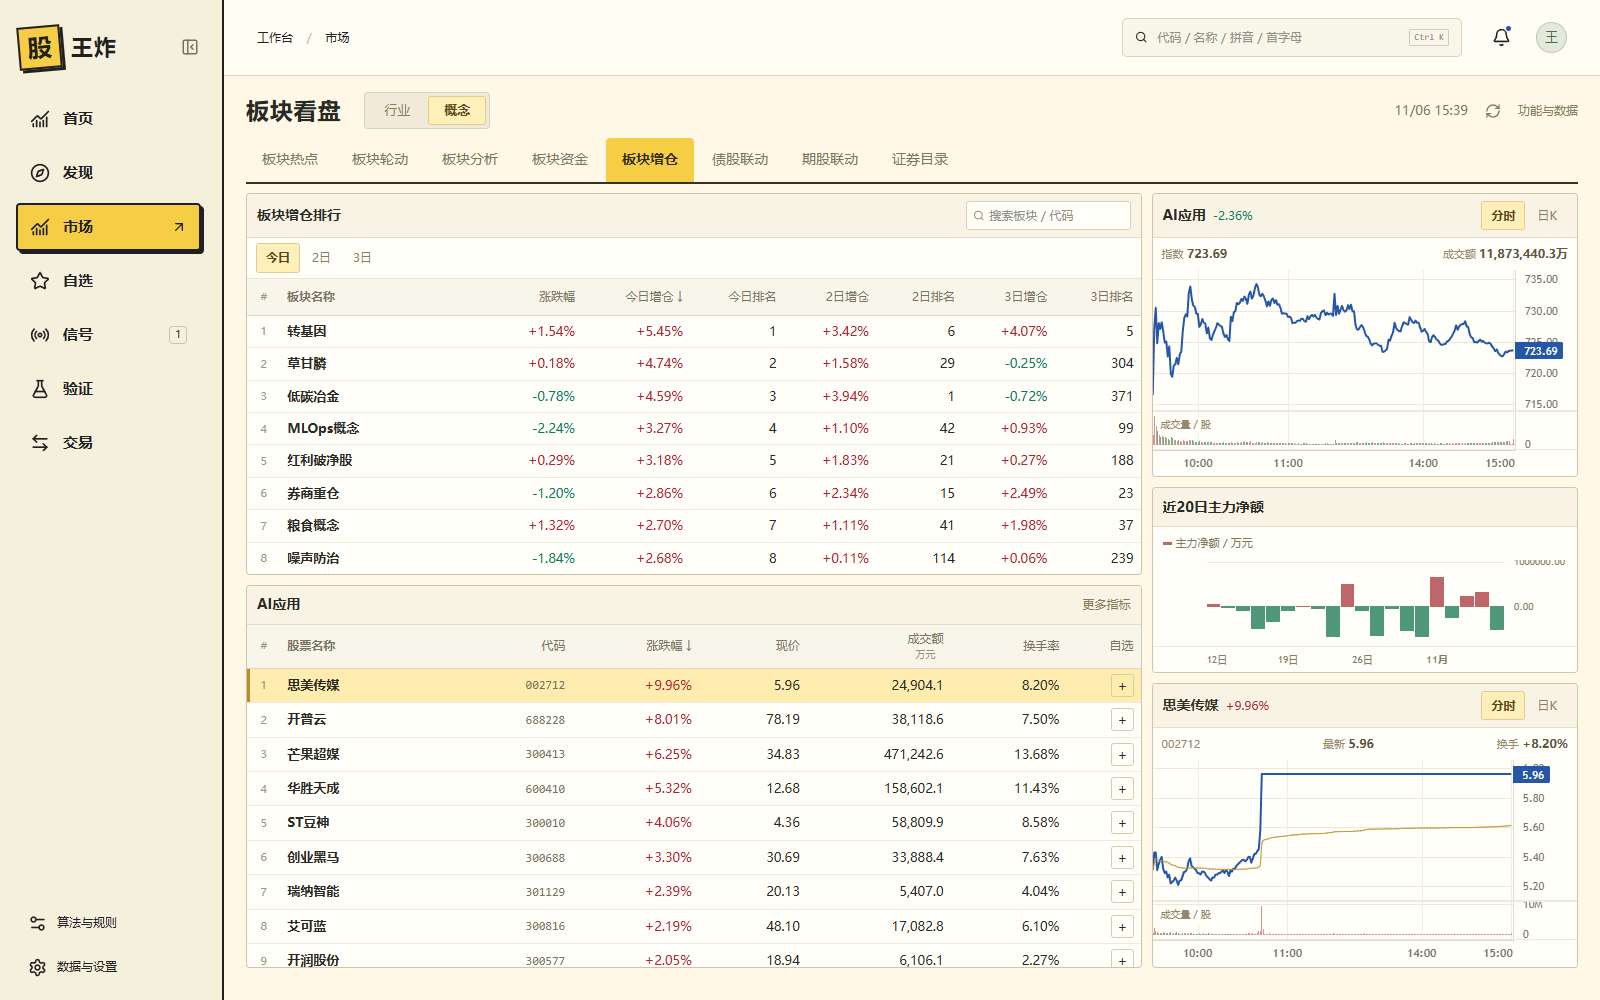 股 王炸
首页
发现
市场
自选
信号 1
验证
交易
算法与规则
数据与设置
工作台 / 市场
代码 / 名称 / 拼音 / 首字母 Ctrl K
王
板块看盘 行业 概念
11/06 15:39 功能与数据
板块热点 板块轮动 板块分析 板块资金 板块增仓 债股联动 期股联动 证券目录
板块增仓排行 搜索板块 / 代码
今日 2日 3日
# 板块名称 涨跌幅 今日增仓↓ 今日排名 2日增仓 2日排名 3日增仓 3日排名
1 转基因 +1.54% +5.45% 1 +3.42% 6 +4.07% 5
2 草甘膦 +0.18% +4.74% 2 +1.58% 29 -0.25% 304
3 低碳冶金 -0.78% +4.59% 3 +3.94% 1 -0.72% 371
4 MLOps概念 -2.24% +3.27% 4 +1.10% 42 +0.93% 99
5 红利破净股 +0.29% +3.18% 5 +1.83% 21 +0.27% 188
6 券商重仓 -1.20% +2.86% 6 +2.34% 15 +2.49% 23
7 粮食概念 +1.32% +2.70% 7 +1.11% 41 +1.98% 37
8 噪声防治 -1.84% +2.68% 8 +0.11% 114 +0.06% 239
AI应用 更多指标
# 股票名称 代码 涨跌幅↓ 现价 成交额 换手率 自选
万元
1 思美传媒 002712 +9.96% 5.96 24,904.1 8.20% +
2 开普云 688228 +8.01% 78.19 38,118.6 7.50% +
3 芒果超媒 300413 +6.25% 34.83 471,242.6 13.68% +
4 华胜天成 600410 +5.32% 12.68 158,602.1 11.43% +
5 ST豆神 300010 +4.06% 4.36 58,809.9 8.58% +
6 创业黑马 300688 +3.30% 30.69 33,888.4 7.63% +
7 瑞纳智能 301129 +2.39% 20.13 5,407.0 4.04% +
8 艾可蓝 300816 +2.19% 48.10 17,082.8 6.10% +
9 开润股份 300577 +2.05% 18.94 6,106.1 2.27% +
AI应用 -2.36% 分时 日K
指数 723.69 成交额 11,873,440.3万
735.00
730.00
723.69
720.00
715.00
成交量 / 股
0
10:00 11:00 14:00 15:00
近20日主力净额
主力净额 / 万元
1000000.00
0.00
12日 19日 26日 11月
思美传媒 +9.96% 分时 日K
002712 最新 5.96 换手 +8.20%
5.96
5.80
5.60
5.40
5.20
成交量 / 股
10M
0
10:00 11:00 14:00 15:00